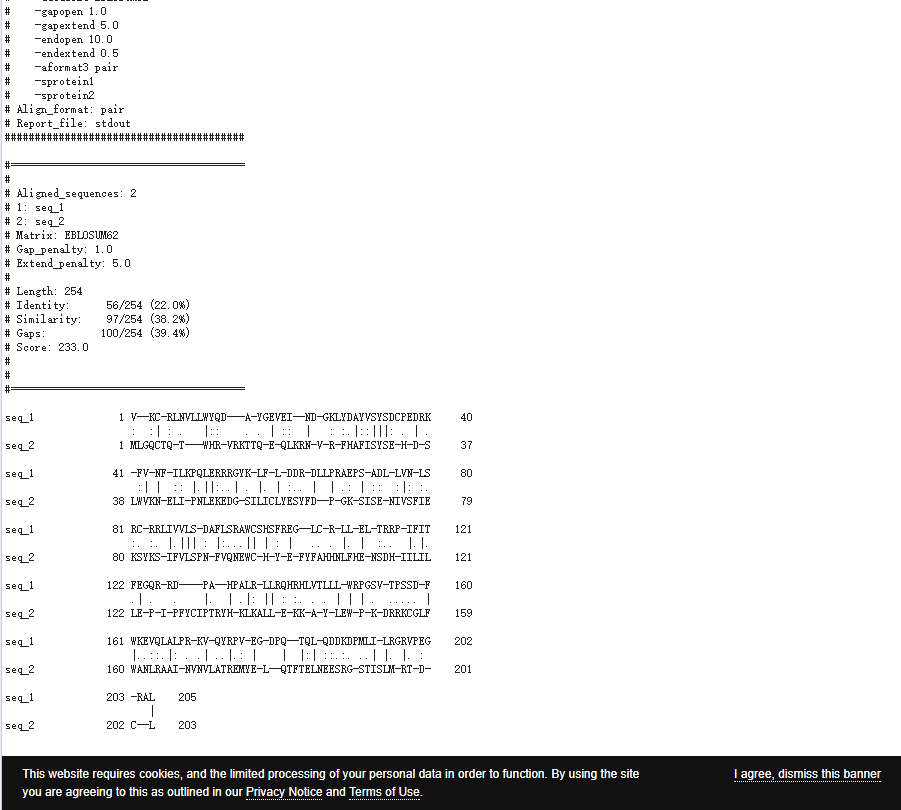 #    -gapopen 1.0
#    -gapextend 5.0
#    -endopen 10.0
#    -endextend 0.5
#    -aformat3 pair
#    -sprotein1
#    -sprotein2
# Align_format: pair
# Report_file: stdout
########################################
#=======================================
#
# Aligned_sequences: 2
# 1: seq_1
# 2: seq_2
# Matrix: EBLOSUM62
# Gap_penalty: 1.0
# Extend_penalty: 5.0
#
# Length: 254
# Identity:      56/254 (22.0%)
# Similarity:    97/254 (38.2%)
# Gaps:         100/254 (39.4%)
# Score: 233.0
#
#
#=======================================
seq_1              1 V--KC-RLNVLLWYQD---A-YGEVEI--ND-GKLYDAYVSYSDCPEDRK     40
seq_2              1 MLGQCTQ-T---WHR-VRKTTQ-E-QLKRN-V-R-FHAFISYSE-H-D-S     37
seq_1             41 -FV-NF-ILKPQLERRRGYK-LF-L-DDR-DLLPRAEPS-ADL-LVN-LS     80
seq_2             38 LWVKN-ELI-PNLEKEDG-SILICLYESYFD--P-GK-SISE-NIVSFIE     79
seq_1             81 RC-RRLIVVLS-DAFLSRAWCSHSFREG--LC-R-LL-EL-TRRP-IFIT    121
seq_2             80 KSYKS-IFVLSPN-FVQNEWC-H-Y-E-FYFAHHNLFHE-NSDH-IILIL    121
seq_1            122 FEGQR-RD----PA--HPALR-LLRQHRHLVTLLL-WRPGSV-TPSSD-F    160
seq_2            122 LE-P-I-PFYCIPTRYH-KLKALL-E-KK-A-Y-LEW-P-K-DRRKCGLF    159
seq_1            161 WKEVQLALPR-KV-QYRPV-EG-DPQ--TQL-QDDKDPMLI-LRGRVPEG    202
seq_2            160 WANLRAAI-NVNVLATREMYE-L--QTFTELNEESRG-STISLM-RT-D-    201
seq_1            203 -RAL    205
seq_2            202 C--L    203
This website requires cookies, and the limited processing of your personal data in order to function. By using the site
you are agreeing to this as outlined in our Privacy Notice and Terms of Use.
I agree, dismiss this banner